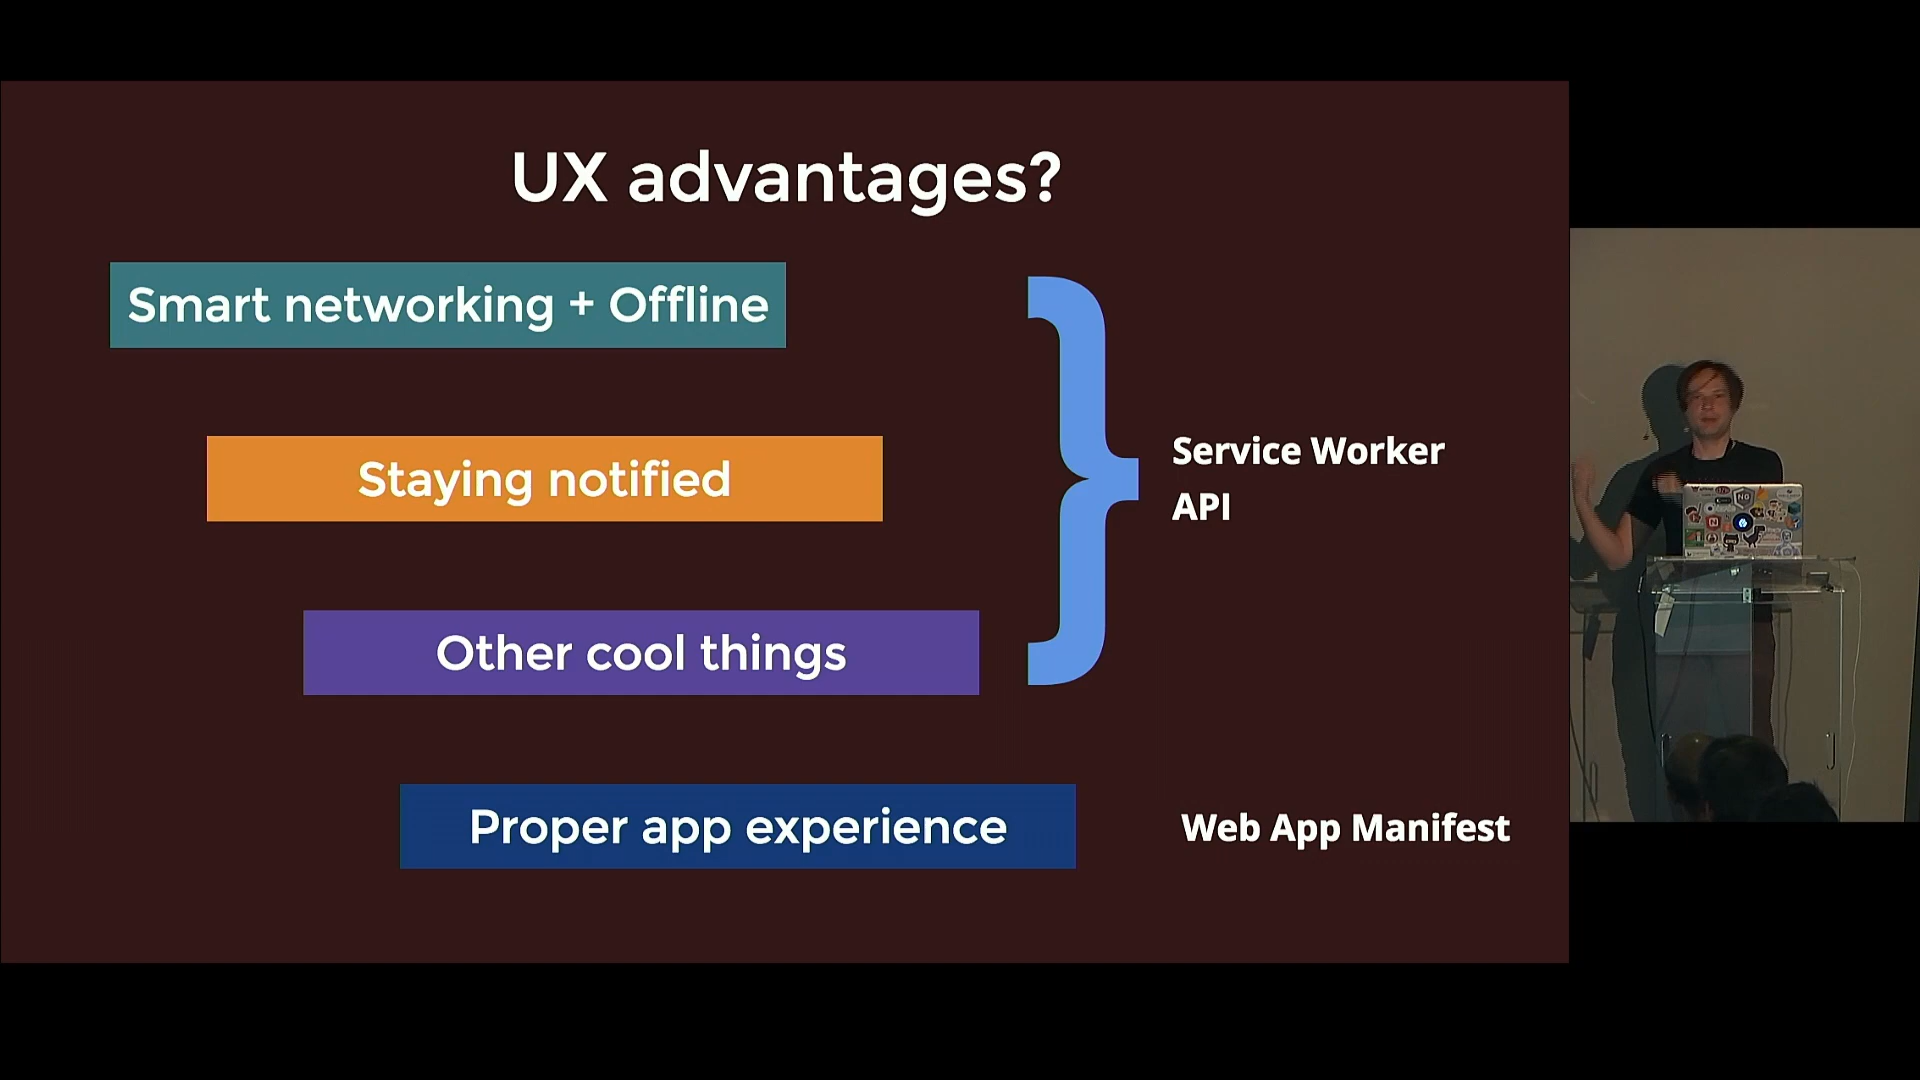 UX advantages?
Smart networking + Offline
Staying notified
Other cool things
}
Service Worker
API
Proper app experience
Web App Manifest